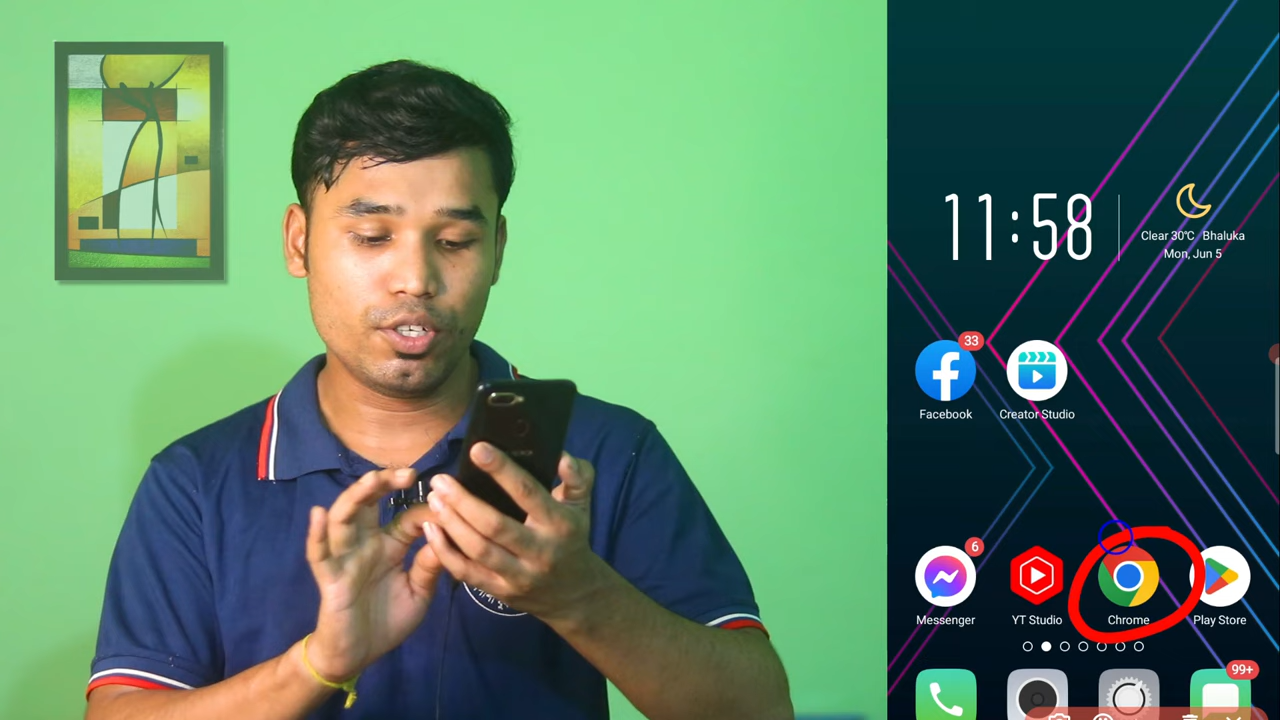 11:58
Clear 30°C Bhaluka
Mon, Jun 5
33
Facebook
Creator Studio
6
Messenger
YT Studio
Chrome
Play Store
99+